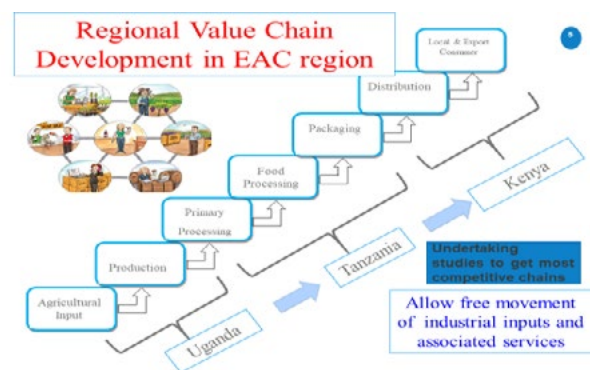 Regional Value Chain
Development in EAC region
Local & Export
Consumer
Distribution
Packaging
Food
Processing
Primary
Processing
Production
Agricultural
Input
Uganda
Tanzania
Kenya
Undertaking
studies to get most
competitive chains
Allow free movement
of industrial inputs and
associated services